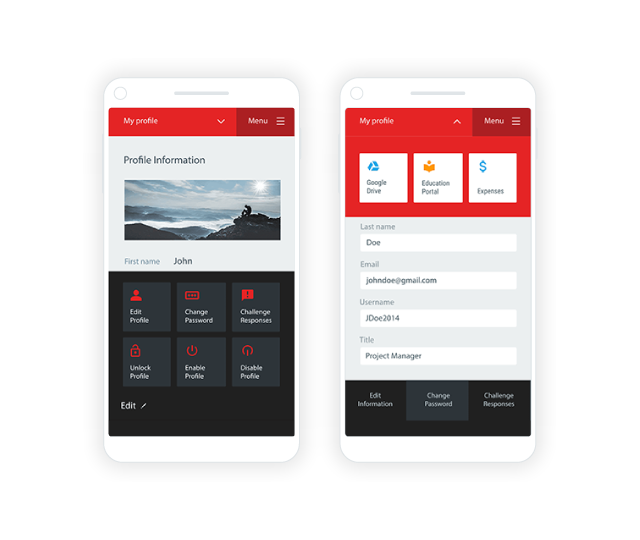 My profile
Menu
Profile Information
First name John
Edit
Profile
Change
Password
Challenge
Responses
Unlock
Profile
Enable
Profile
Disable
Profile
Edit
My profile
Menu
Google
Drive
Education
Portal
Expenses
Last name
Doe
Email
johndoe@gmail.com
Username
JDoe2014
Title
Project Manager
Edit
Information
Change
Password
Challenge
Responses